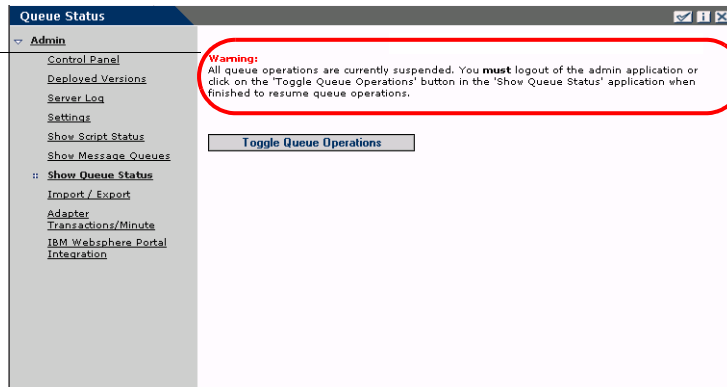 Queue Status
Admin
Control Panel
Deployed Versions
Server Log
Settings
Show Script Status
Show Message Queues
Show Queue Status
Import / Export
Adapter
Transactions/Minute
IBM Websphere Portal
Integration
Warning:
All queue operations are currently suspended. You must logout of the admin application or
click on the 'Toggle Queue Operations' button in the 'Show Queue Status' application when
finished to resume queue operations.
Toggle Queue Operations